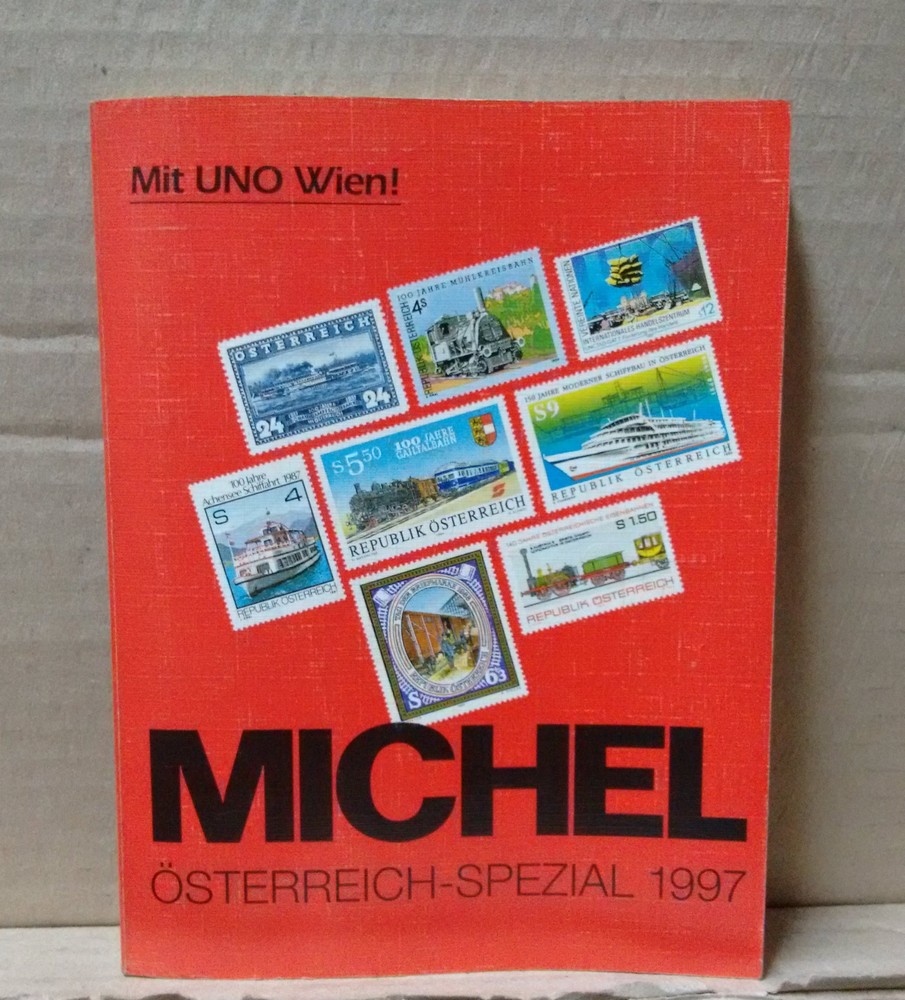 Mit UNO Wien!
ÖSTERREICH
24
24
100 JAHRE MÜHLKREISBAHN
4S
REPUBLIK ÖSTERREICH
VEREINTE NATIONEN
INTERNATIONALES HANDELSZENTRUM
S12
100 Jahre
Achensee Schiffahrt 1987
S 4
REPUBLIK ÖSTERREICH
S 5.50
100 JAHRE
GAILTALBAHN
REPUBLIK ÖSTERREICH
150 JAHRE MODERNER SCHIFFBAU IN ÖSTERREICH
S9
REPUBLIK ÖSTERREICH
S 1.50
REPUBLIK ÖSTERREICH
REPUBLIK ÖSTERREICH
S 6+3
MICHEL
ÖSTERREICH-SPEZIAL 1997